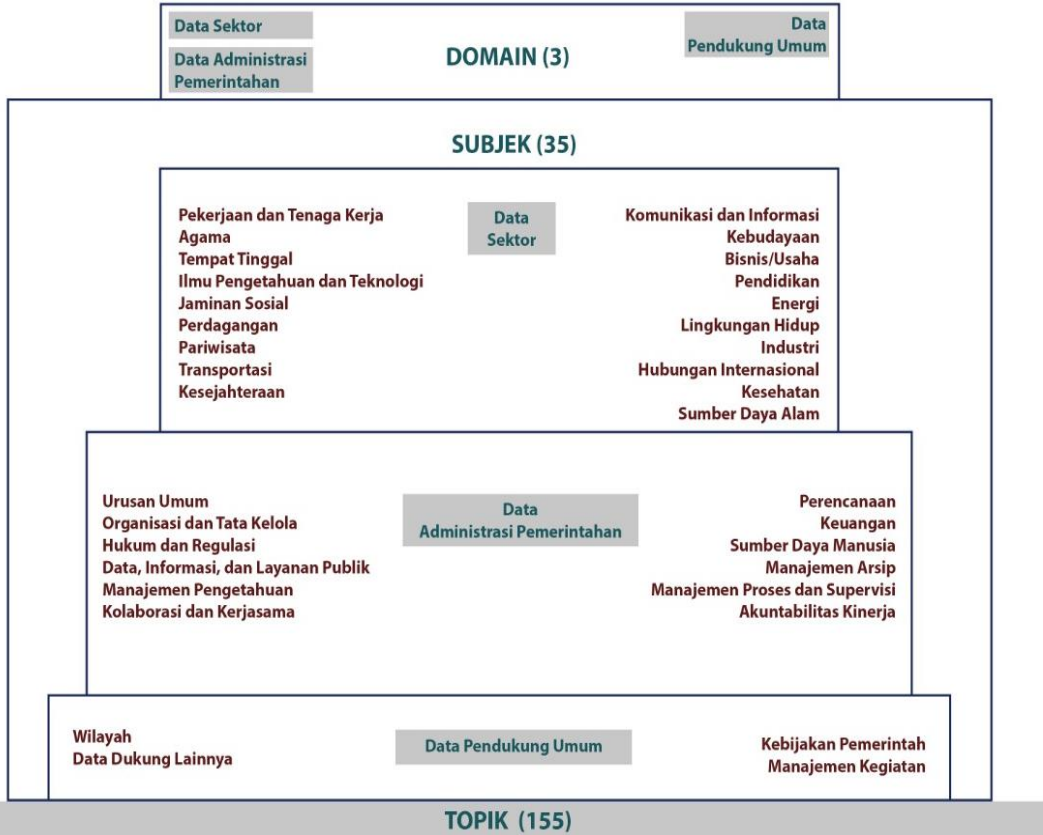 Data Sektor
Data Administrasi
Pemerintahan
DOMAIN (3)
Data
Pendukung Umum
SUBJEK (35)
Pekerjaan dan Tenaga Kerja
Agama
Tempat Tinggal
Ilmu Pengetahuan dan Teknologi
Jaminan Sosial
Perdagangan
Pariwisata
Transportasi
Kesejahteraan
Data
Sektor
Komunikasi dan Informasi
Kebudayaan
Bisnis/Usaha
Pendidikan
Energi
Lingkungan Hidup
Industri
Hubungan Internasional
Kesehatan
Sumber Daya Alam
Urusan Umum
Organisasi dan Tata Kelola
Hukum dan Regulasi
Data, Informasi, dan Layanan Publik
Manajemen Pengetahuan
Kolaborasi dan Kerjasama
Data
Administrasi Pemerintahan
Perencanaan
Keuangan
Sumber Daya Manusia
Manajemen Arsip
Manajemen Proses dan Supervisi
Akuntabilitas Kinerja
Wilayah
Data Dukung Lainnya
Data Pendukung Umum
Kebijakan Pemerintah
Manajemen Kegiatan
TOPIK (155)